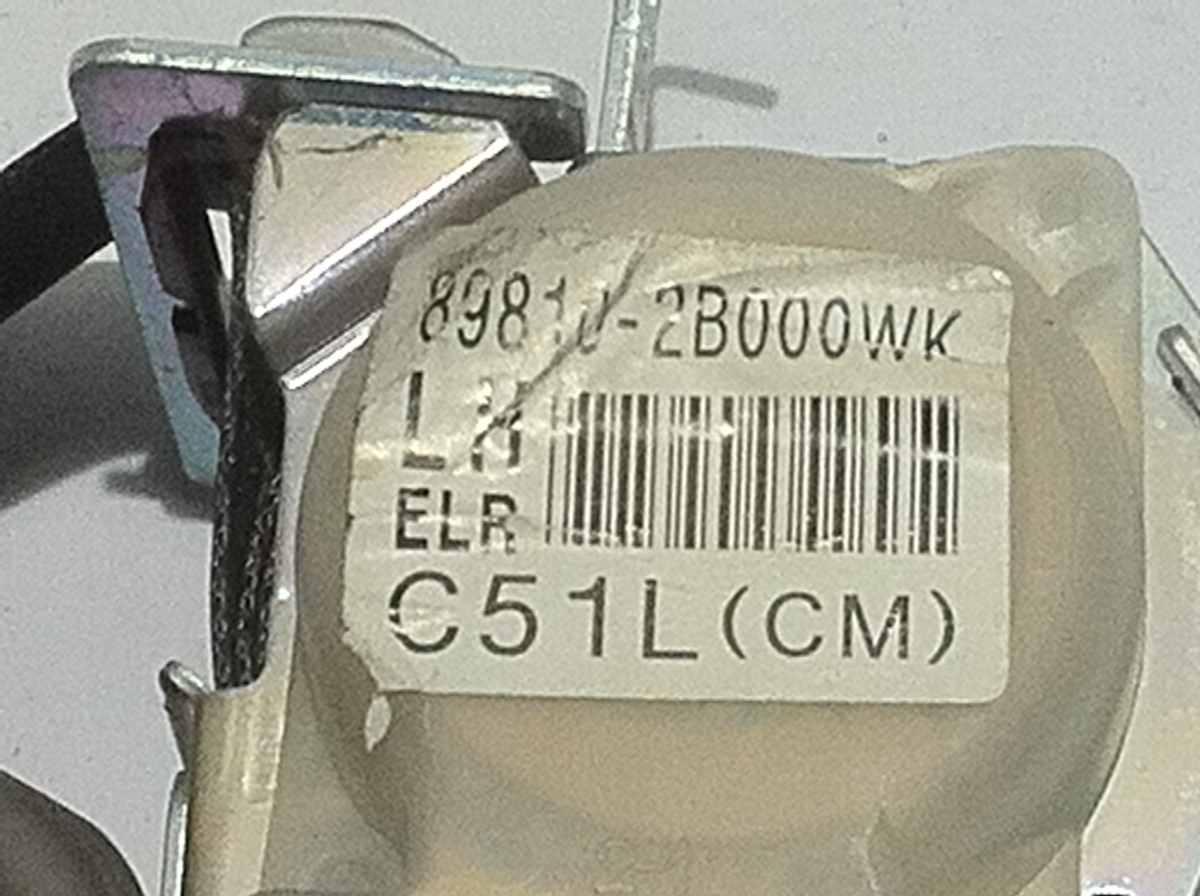 89810-2B000WK
LH
ELR
C51L(CM)